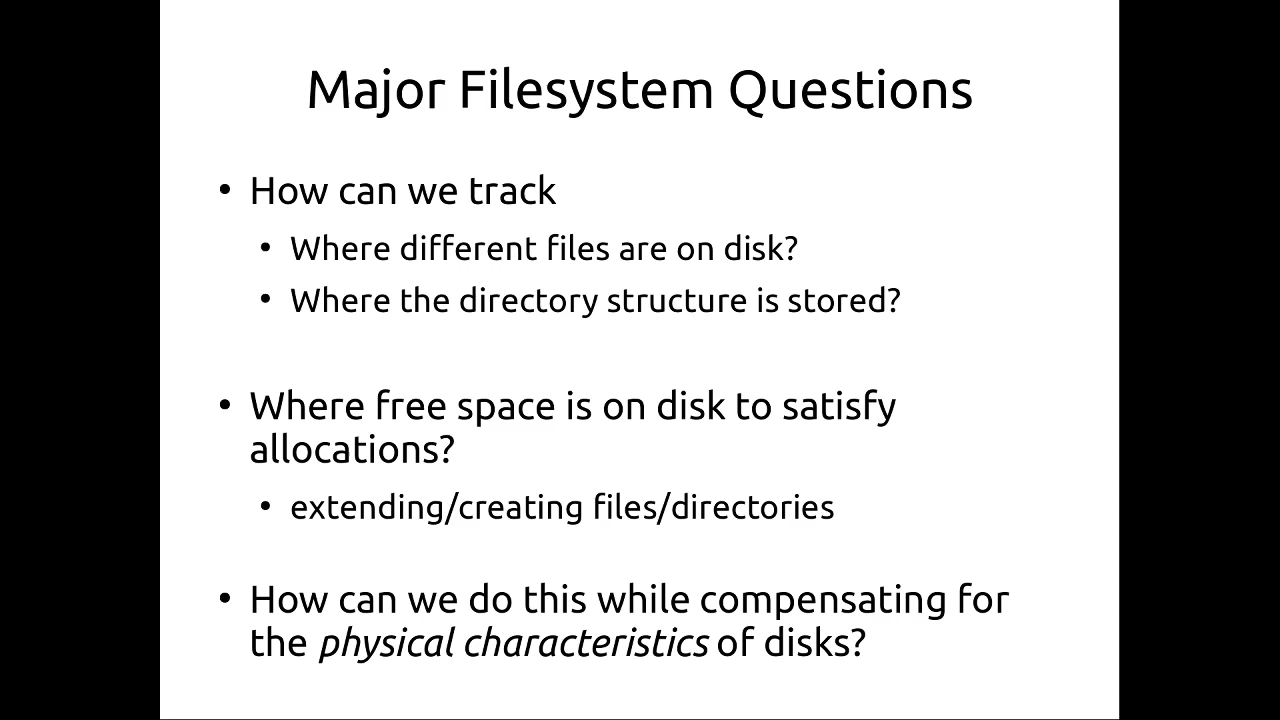 Major Filesystem Questions
• How can we track
• Where different files are on disk?
• Where the directory structure is stored?
• Where free space is on disk to satisfy
allocations?
• extending/creating files/directories
• How can we do this while compensating for
the physical characteristics of disks?